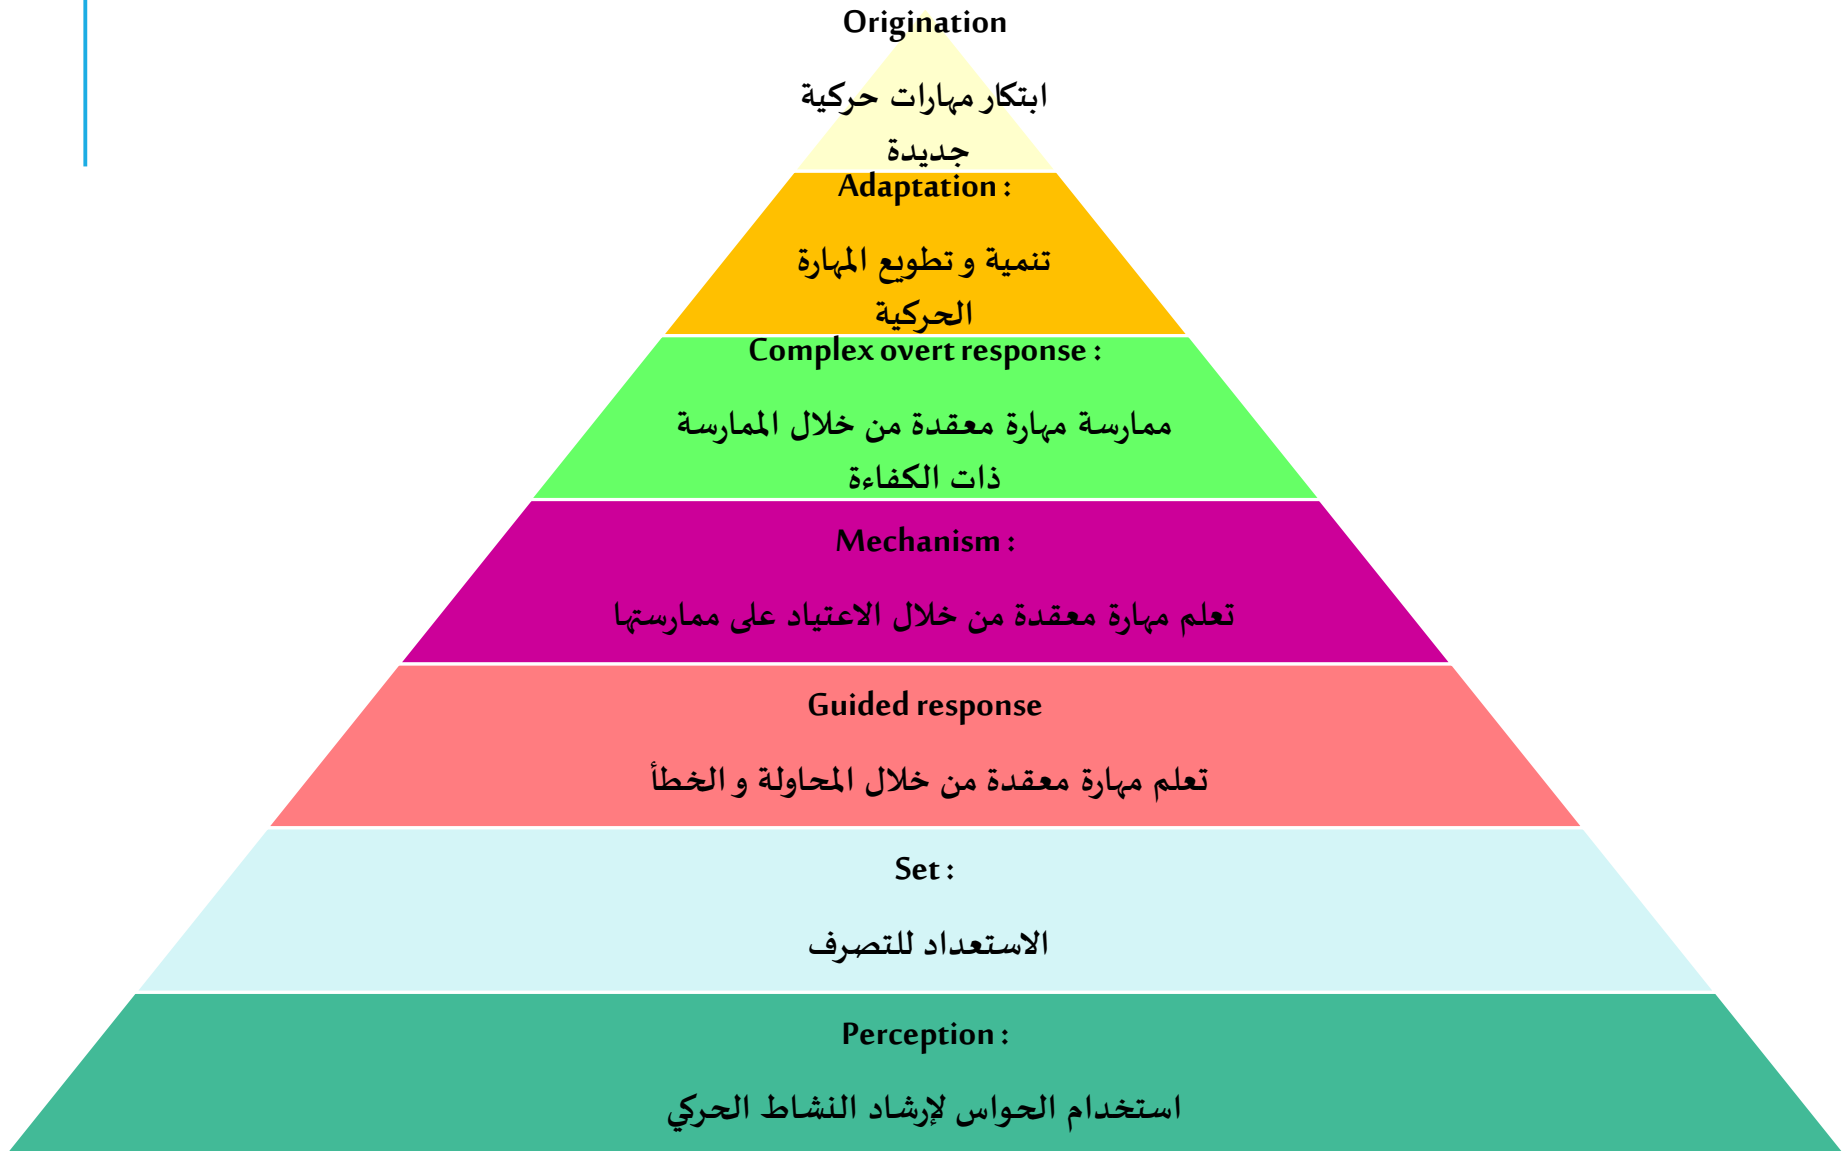 Origination
ابتكار مهارات حركية
جديدة
Adaptation :
تنمية و تطويع المهارة
الحركية
Complex overt response :
ممارسة مهارة معقدة من خلال الممارسة
ذات الكفاءة
Mechanism :
تعلم مهارة معقدة من خلال الاعتياد على ممارستها
Guided response
تعلم مهارة معقدة من خلال المحاولة و الخطأ
Set :
الاستعداد للتصرف
Perception :
استخدام الحواس لإرشاد النشاط الحركي